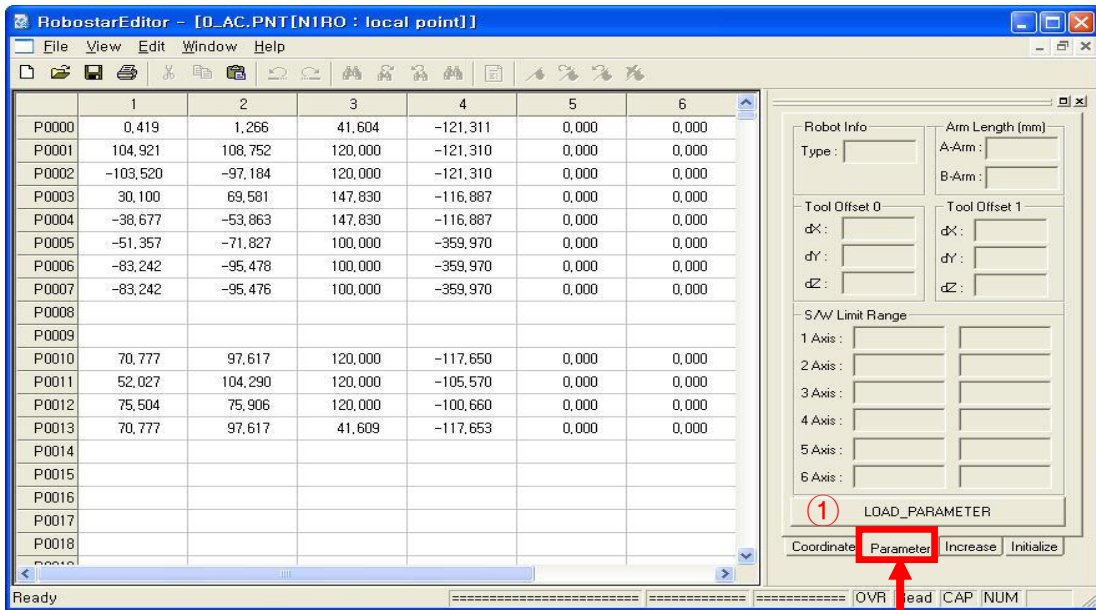 RobostarEditor - [0_AC.PNT[N1RO : local point]]
File View Edit Window Help
1 2 3 4 5 6
P0000 0,419 1,266 41,604 -121,311 0,000 0,000
P0001 104,921 108,752 120,000 -121,310 0,000 0,000
P0002 -103,520 -97,184 120,000 -121,310 0,000 0,000
P0003 30,100 69,581 147,830 -116,887 0,000 0,000
P0004 -38,677 -53,863 147,830 -116,887 0,000 0,000
P0005 -51,357 -71,827 100,000 -359,970 0,000 0,000
P0006 -83,242 -95,478 100,000 -359,970 0,000 0,000
P0007 -83,242 -95,476 100,000 -359,970 0,000 0,000
P0008
P0009
P0010 70,777 97,617 120,000 -117,650 0,000 0,000
P0011 52,027 104,290 120,000 -105,570 0,000 0,000
P0012 75,504 75,906 120,000 -100,660 0,000 0,000
P0013 70,777 97,617 41,609 -117,653 0,000 0,000
P0014
P0015
P0016
P0017
P0018
Robot Info
Type :
Arm Length (mm)
A-Arm :
B-Arm :
Tool Offset 0
dX :
dY :
dZ :
Tool Offset 1
dX :
dY :
dZ :
S/W Limit Range
1 Axis :
2 Axis :
3 Axis :
4 Axis :
5 Axis :
6 Axis :
① LOAD_PARAMETER
Coordinate Parameter Increase Initialize
Ready ========================= ============= ============ OVR CAP NUM